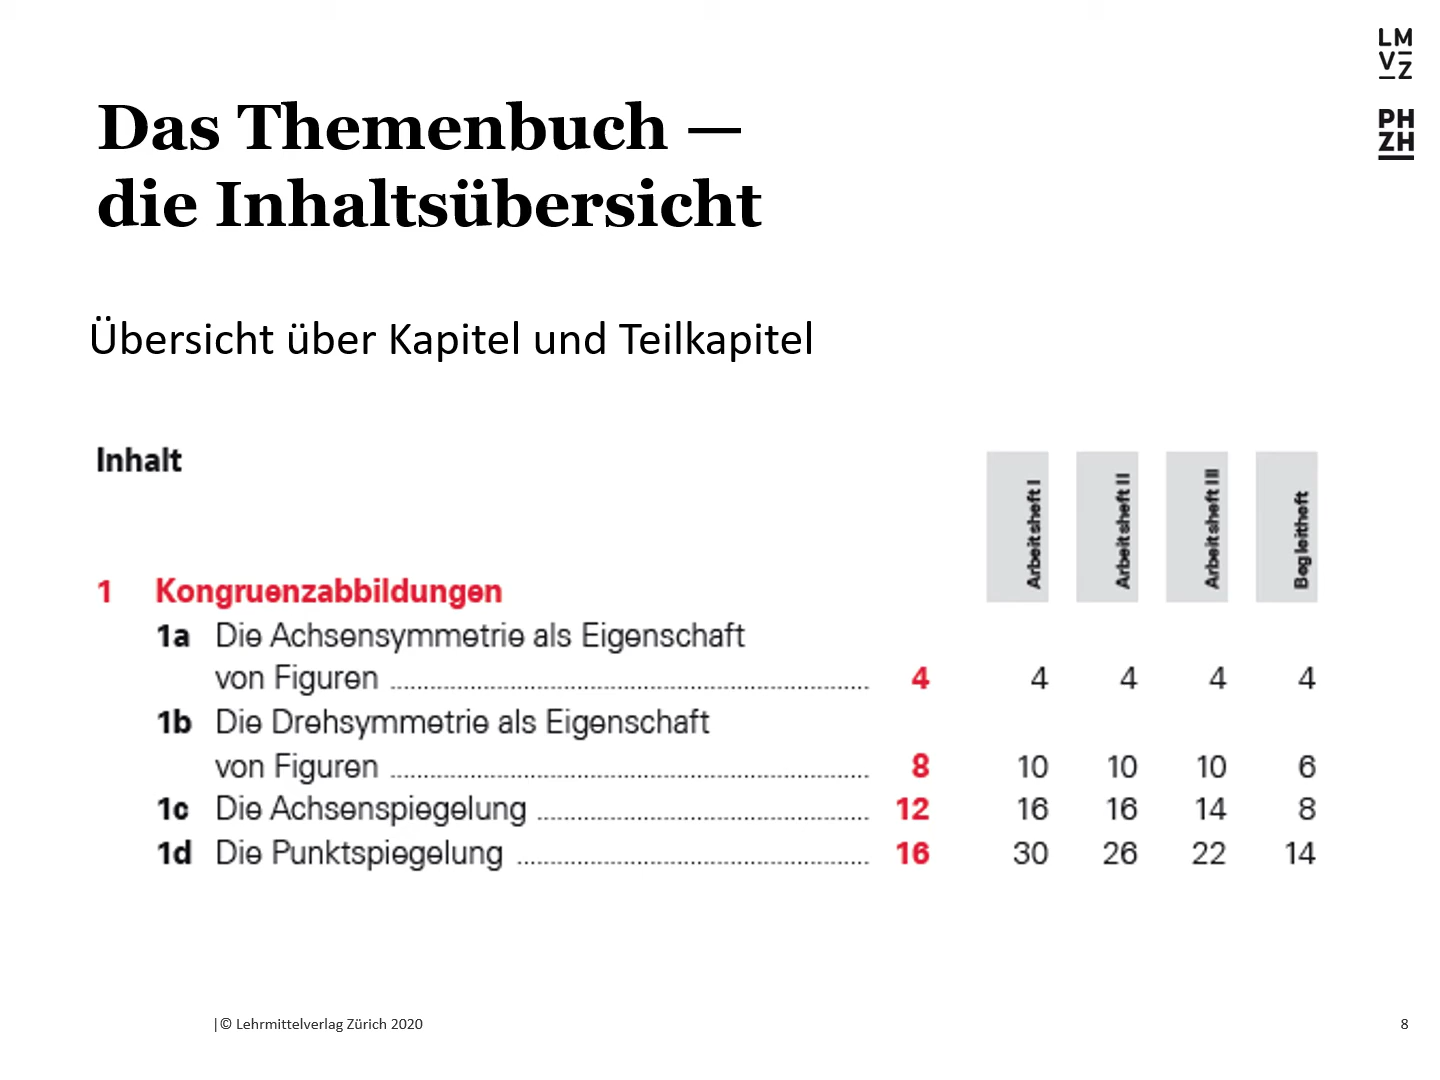 LM
VZ
PH
ZH
Das Themenbuch —
die Inhaltsübersicht
Übersicht über Kapitel und Teilkapitel
Inhalt
Arbeitsheft I
Arbeitsheft II
Arbeitsheft III
Begleitheft
1 Kongruenzabbildungen
1a Die Achsensymmetrie als Eigenschaft
von Figuren 4 4 4 4 4
1b Die Drehsymmetrie als Eigenschaft
von Figuren 8 10 10 10 6
1c Die Achsenspiegelung 12 16 16 14 8
1d Die Punktspiegelung 16 30 26 22 14
|© Lehrmittelverlag Zürich 2020
8